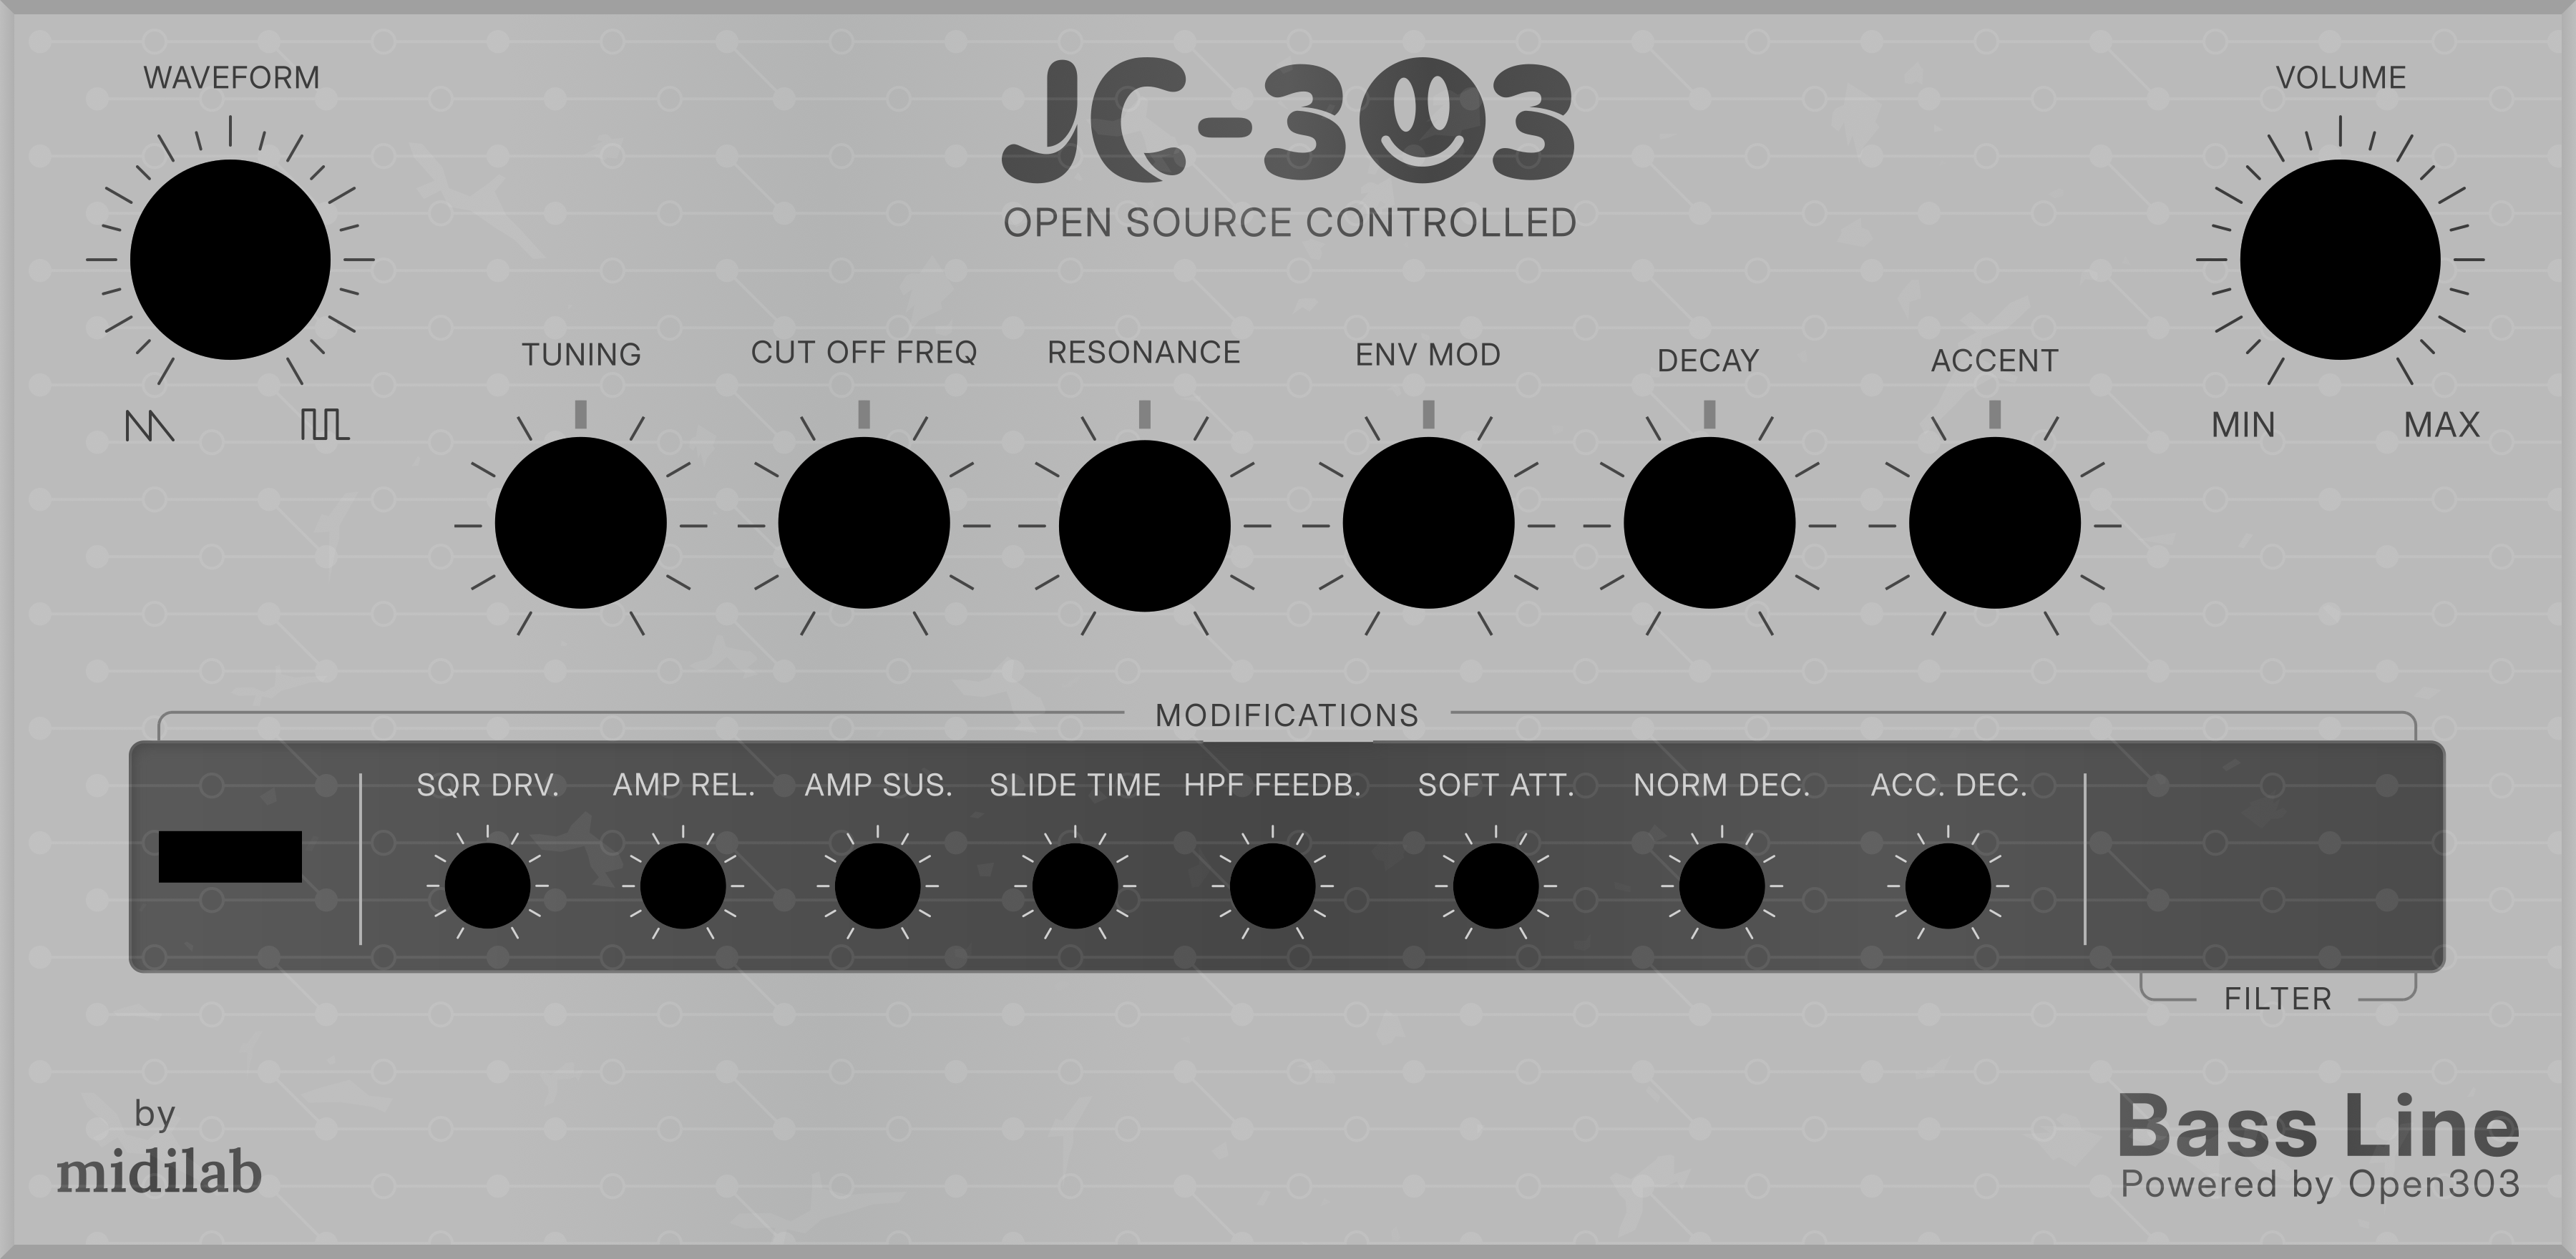 JC-303
OPEN SOURCE CONTROLLED
WAVEFORM
VOLUME
MIN MAX
TUNING
CUT OFF FREQ
RESONANCE
ENV MOD
DECAY
ACCENT
MODIFICATIONS
SQR DRV.
AMP REL.
AMP SUS.
SLIDE TIME
HPF FEEDB.
SOFT ATT.
NORM DEC.
ACC. DEC.
FILTER
by
midilab
Bass Line
Powered by Open303